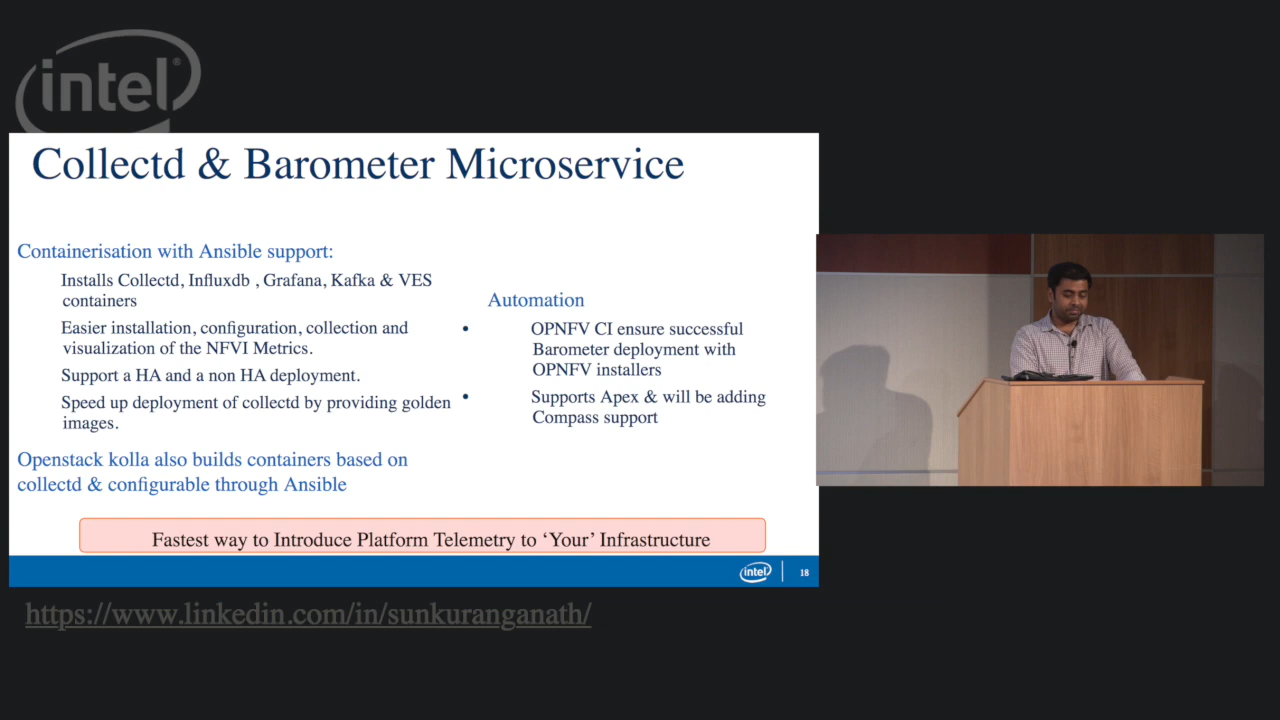 intel®
Collectd & Barometer Microservice
Containerisation with Ansible support:
Installs Collectd, Influxdb , Grafana, Kafka & VES
containers
Easier installation, configuration, collection and
visualization of the NFVI Metrics.
Support a HA and a non HA deployment.
Speed up deployment of collectd by providing golden
images.
Openstack kolla also builds containers based on
collectd & configurable through Ansible
Automation
• OPNFV CI ensure successful
Barometer deployment with
OPNFV installers
• Supports Apex & will be adding
Compass support
Fastest way to Introduce Platform Telemetry to ‘Your’ Infrastructure
intel
18
https://www.linkedin.com/in/sunkuranganath/